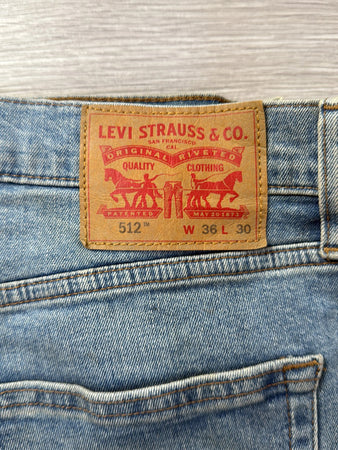 LEVI STRAUSS & CO.
SAN FRANCISCO
CAL.
ORIGINAL RIVETED
QUALITY CLOTHING
PATENTED MAY 20 1873
512™ W 36 L 30